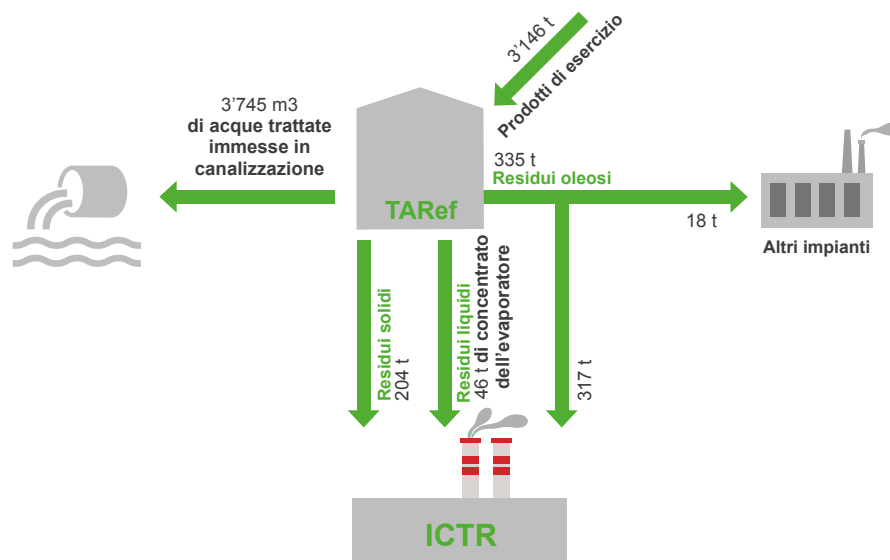 3’146 t
Prodotti di esercizio
3’745 m3
di acque trattate
immesse in
canalizzazione
335 t
Residui oleosi
TARef
18 t
Altri impianti
Residui solidi
204 t
Residui liquidi
46 t di concentrato
dell’evaporatore
317 t
ICTR